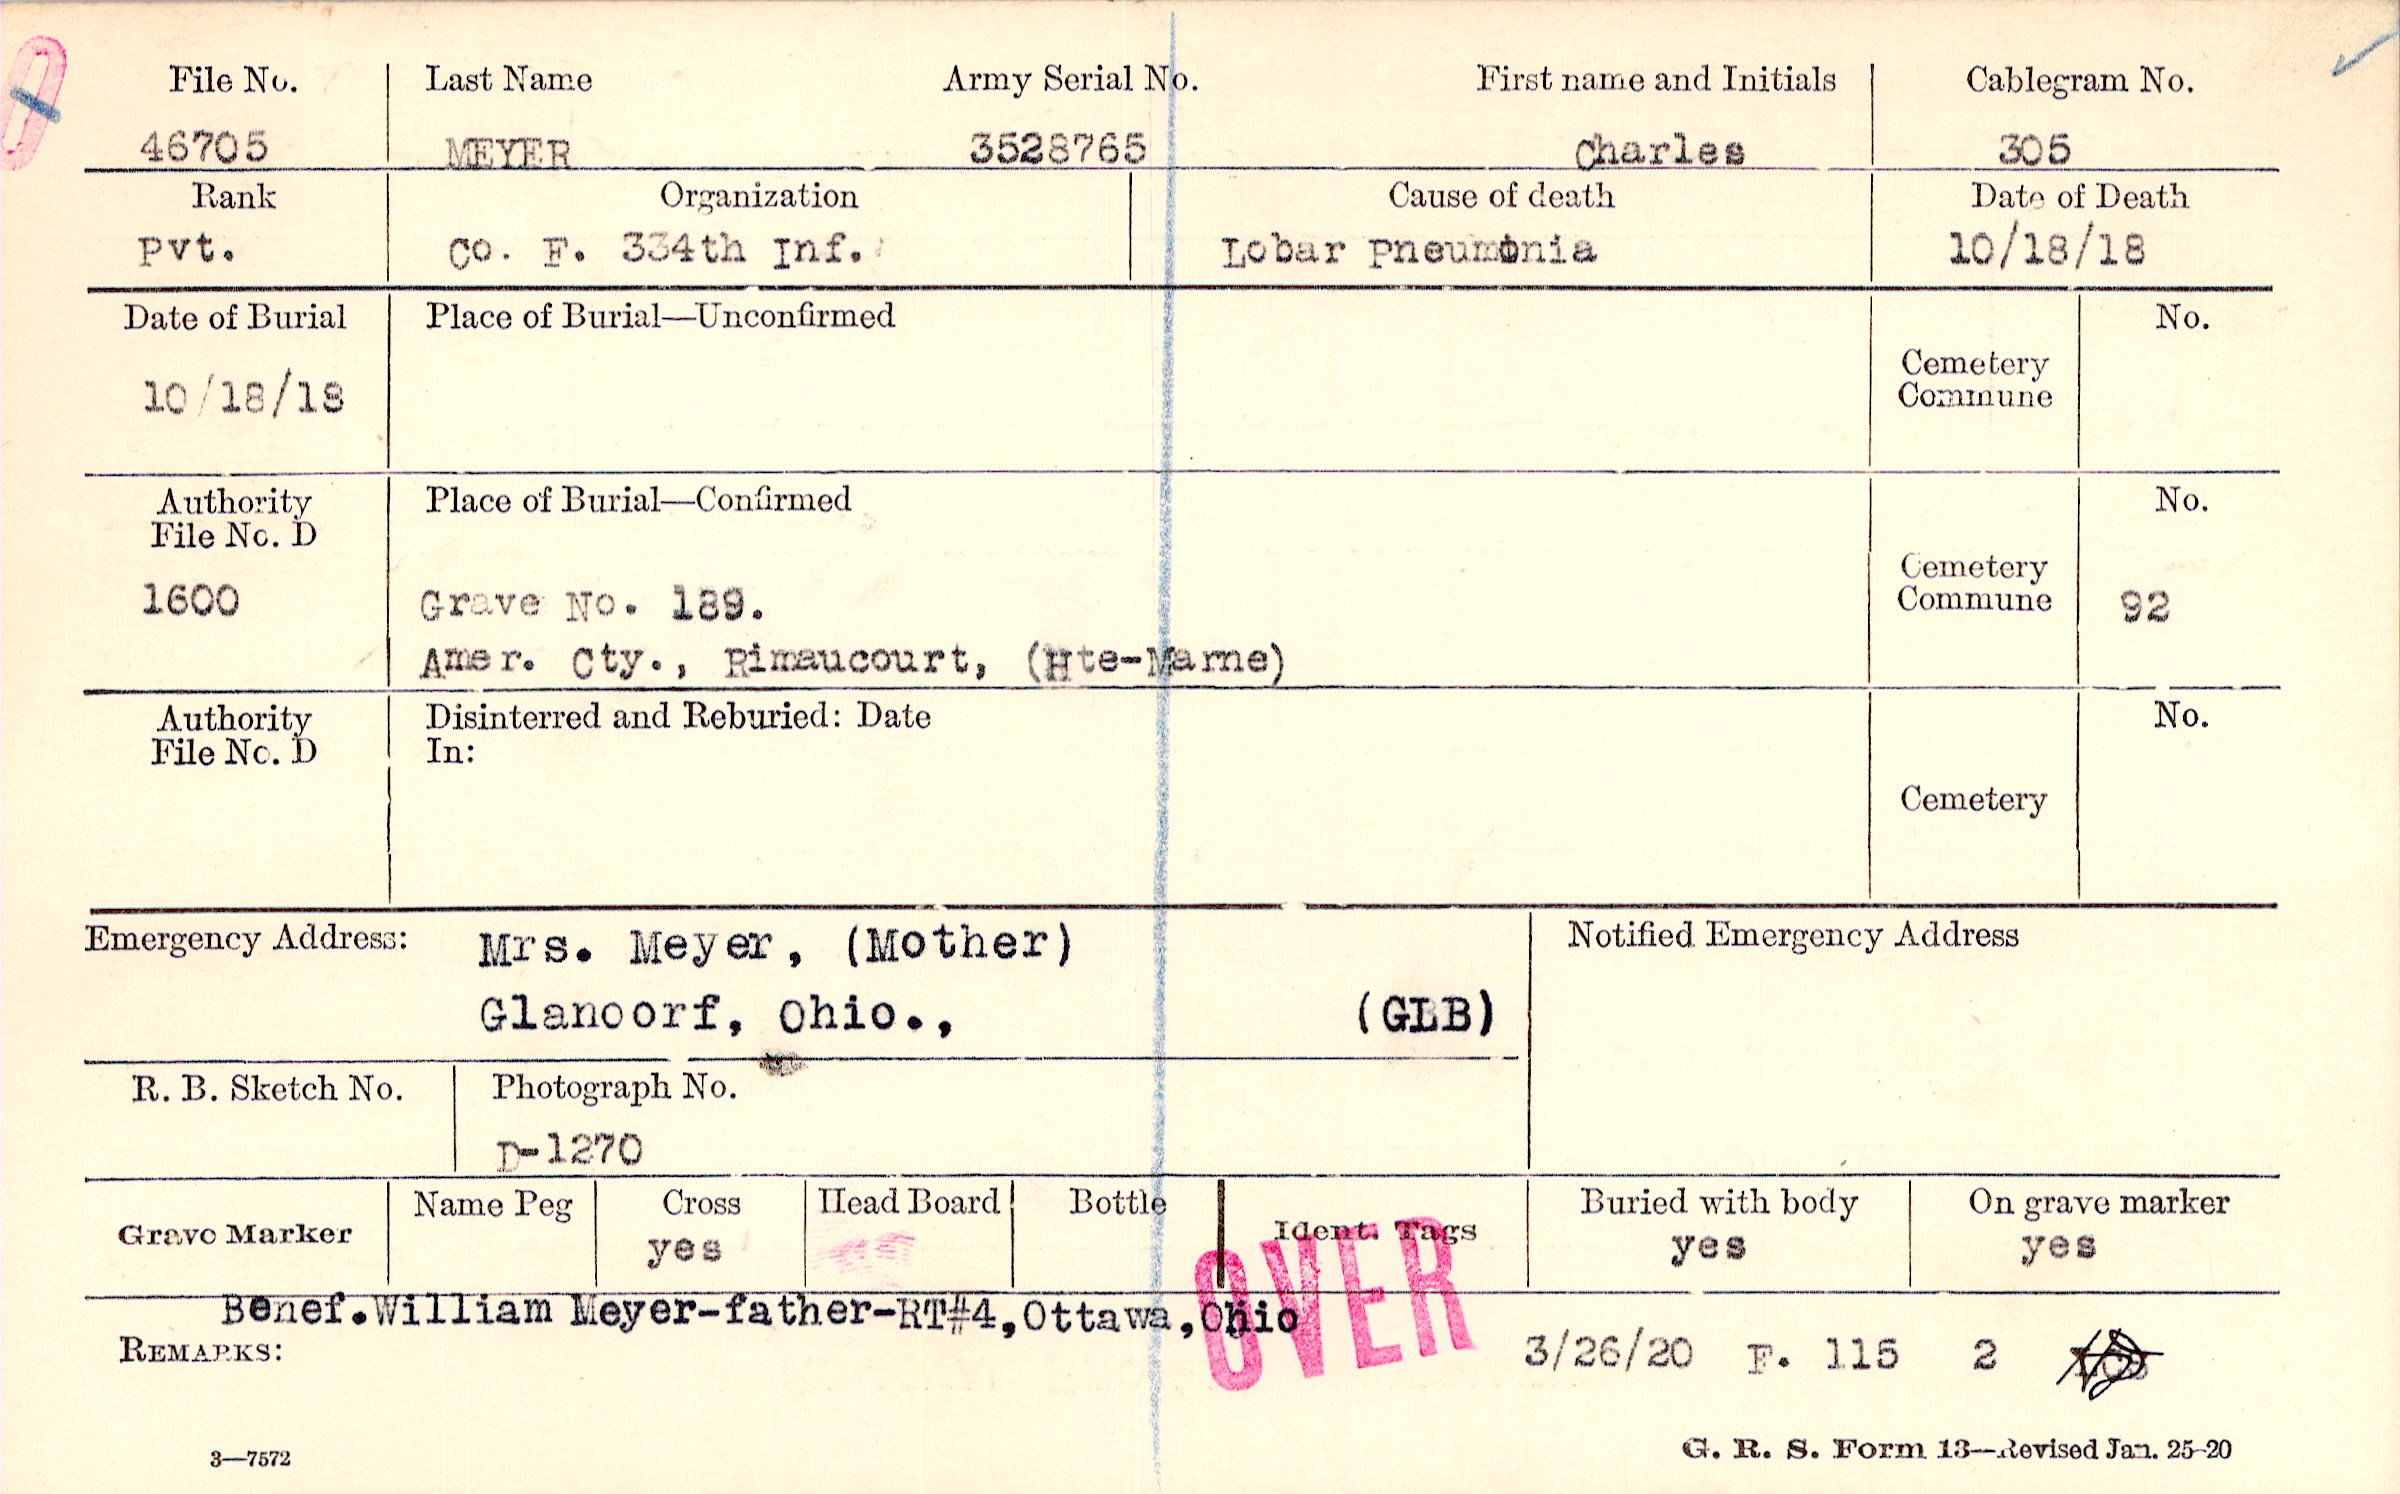 File No. Last Name Army Serial No. First name and Initials Cablegram No.
46705 MEYER 3528765 Charles 305
Rank Organization Cause of death Date of Death
Pvt. Co. F. 334th Inf. Lobar Pneumonia 10/18/18
Date of Burial Place of Burial—Unconfirmed No.
Cemetery
Commune
10/18/18
Authority Place of Burial—Confirmed No.
File No. D
Cemetery
Commune
1600 Grave No. 189. 92
Amer. Cty., Rimaucourt, (Hte-Marne)
Authority Disinterred and Reburied: Date No.
File No. D In:
Cemetery
Emergency Address: Mrs. Meyer, (Mother) Notified Emergency Address
Glanoorf, Ohio., (GLB)
R. B. Sketch No. Photograph No.
D-1270
Grave Marker Name Peg Cross Head Board Bottle Ident. Tags Buried with body On grave marker
yes yes yes
OVER
Benef.William Meyer-father-RT#4,Ottawa,Ohio
REMARKS: 3/26/20 F. 115 2
3—7572 G. R. S. Form 13—Revised Jan. 25-20